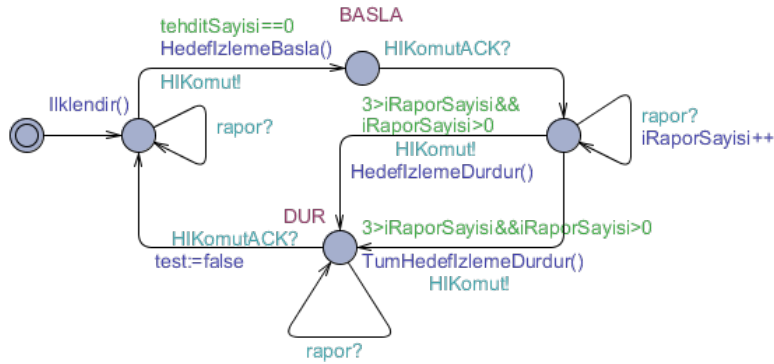 BASLA
tehditSayisi==0
HedefIzlemeBasla()
HIKomut!
HIKomutACK?
Ilklendir()
rapor?
3>iRaporSayisi&&
iRaporSayisi>0
HIKomut!
HedefIzlemeDurdur()
rapor?
iRaporSayisi++
DUR
HIKomutACK?
test:=false
3>iRaporSayisi&&iRaporSayisi>0
TumHedefIzlemeDurdur()
HIKomut!
rapor?